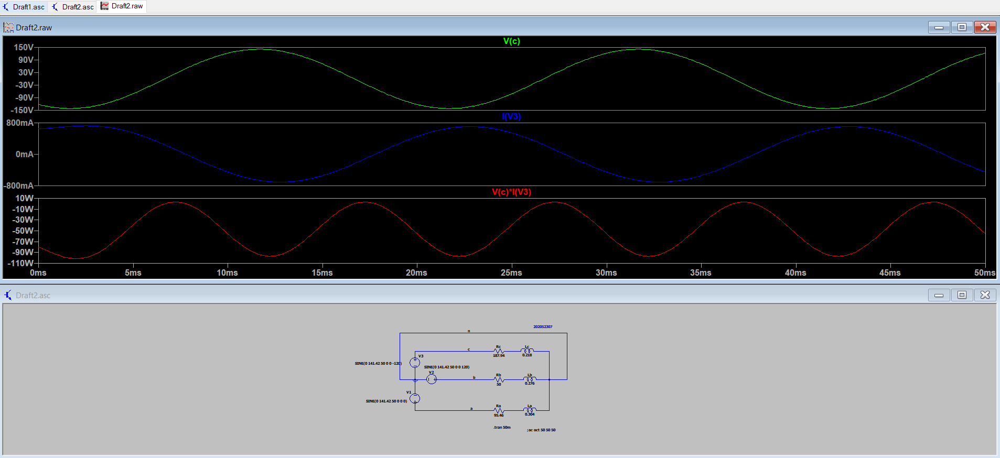 Draft1.asc Draft2.asc Draft2.raw
Draft2.raw
V(c)
150V
90V
30V
-30V
-90V
-150V
I(V3)
800mA
0mA
-800mA
V(c)*I(V3)
10W
-10W
-30W
-50W
-70W
-90W
-110W
0ms 5ms 10ms 15ms 20ms 25ms 30ms 35ms 40ms 45ms 50ms
Draft2.asc
202052307
n
c
Rc
187.94
Lc
0.218
V3
SINE(0 141.42 50 0 0 -120)
SINE(0 141.42 50 0 0 120)
V2
b
Rb
50
Lb
0.276
V1
SINE(0 141.42 50 0 0 0)
a
Ra
95.46
La
0.304
.tran 50m
;ac oct 50 50 50